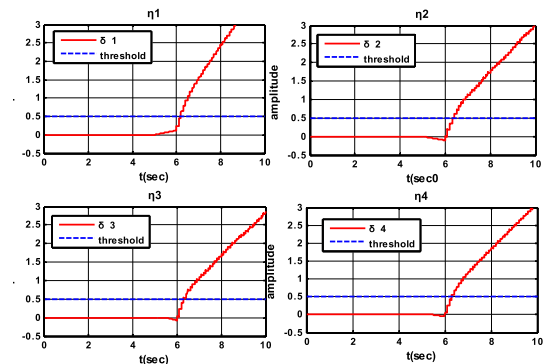 η1
3
2.5
2
1.5
1
0.5
0
-0.5
δ 1
threshold
0 2 4 6 8 10
t(sec)
η2
amplitude
3
2.5
2
1.5
1
0.5
0
-0.5
δ 2
threshold
0 2 4 6 8 10
t(sec0
η3
3
2.5
2
1.5
1
0.5
0
-0.5
δ 3
threshold
0 2 4 6 8 10
t(sec)
η4
amplitude
3
2.5
2
1.5
1
0.5
0
-0.5
δ 4
threshold
0 2 4 6 8 10
t(sec)